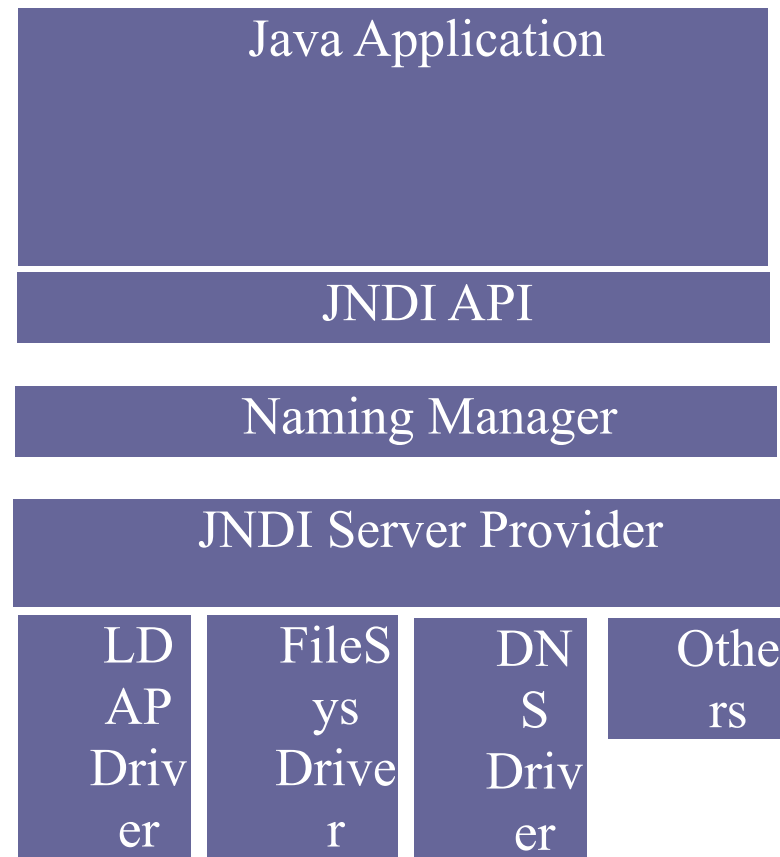 Java Application
JNDI API
Naming Manager
JNDI Server Provider
LD
AP
Driv
er
FileS
ys
Drive
r
DN
S
Driv
er
Othe
rs